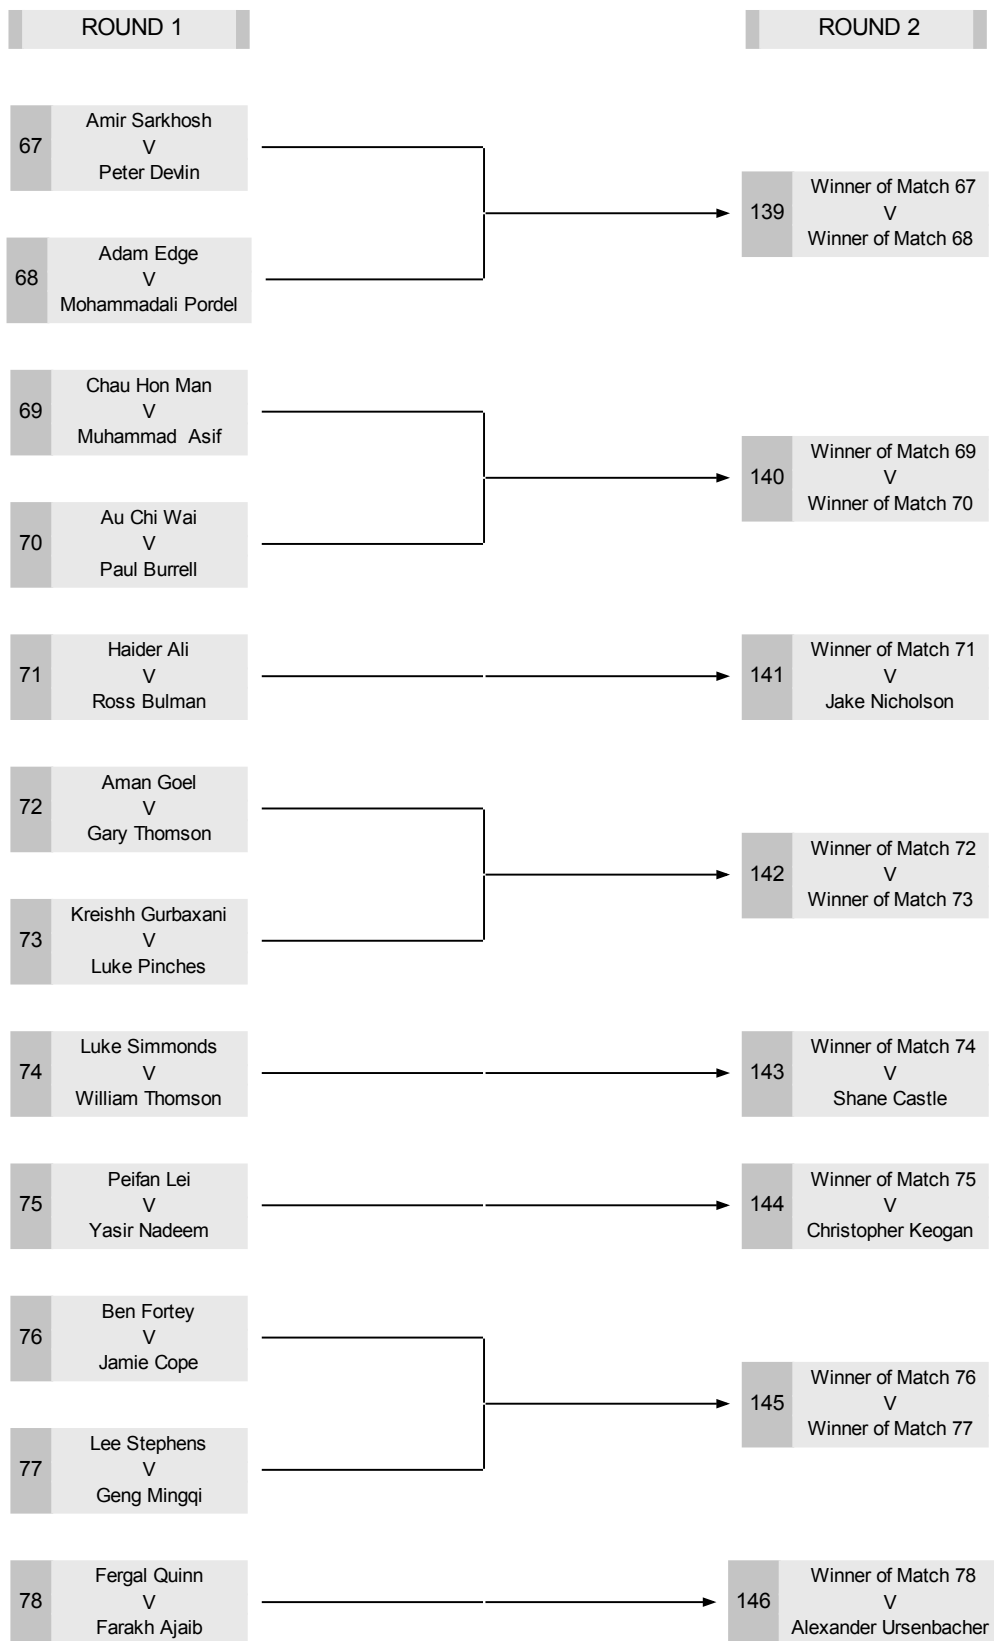 ROUND 1
ROUND 2
67
Amir Sarkhosh
V
Peter Devlin
68
Adam Edge
V
Mohammadali Pordel
139
Winner of Match 67
V
Winner of Match 68
69
Chau Hon Man
V
Muhammad  Asif
70
Au Chi Wai
V
Paul Burrell
140
Winner of Match 69
V
Winner of Match 70
71
Haider Ali
V
Ross Bulman
141
Winner of Match 71
V
Jake Nicholson
72
Aman Goel
V
Gary Thomson
73
Kreishh Gurbaxani
V
Luke Pinches
142
Winner of Match 72
V
Winner of Match 73
74
Luke Simmonds
V
William Thomson
143
Winner of Match 74
V
Shane Castle
75
Peifan Lei
V
Yasir Nadeem
144
Winner of Match 75
V
Christopher Keogan
76
Ben Fortey
V
Jamie Cope
77
Lee Stephens
V
Geng Mingqi
145
Winner of Match 76
V
Winner of Match 77
78
Fergal Quinn
V
Farakh Ajaib
146
Winner of Match 78
V
Alexander Ursenbacher